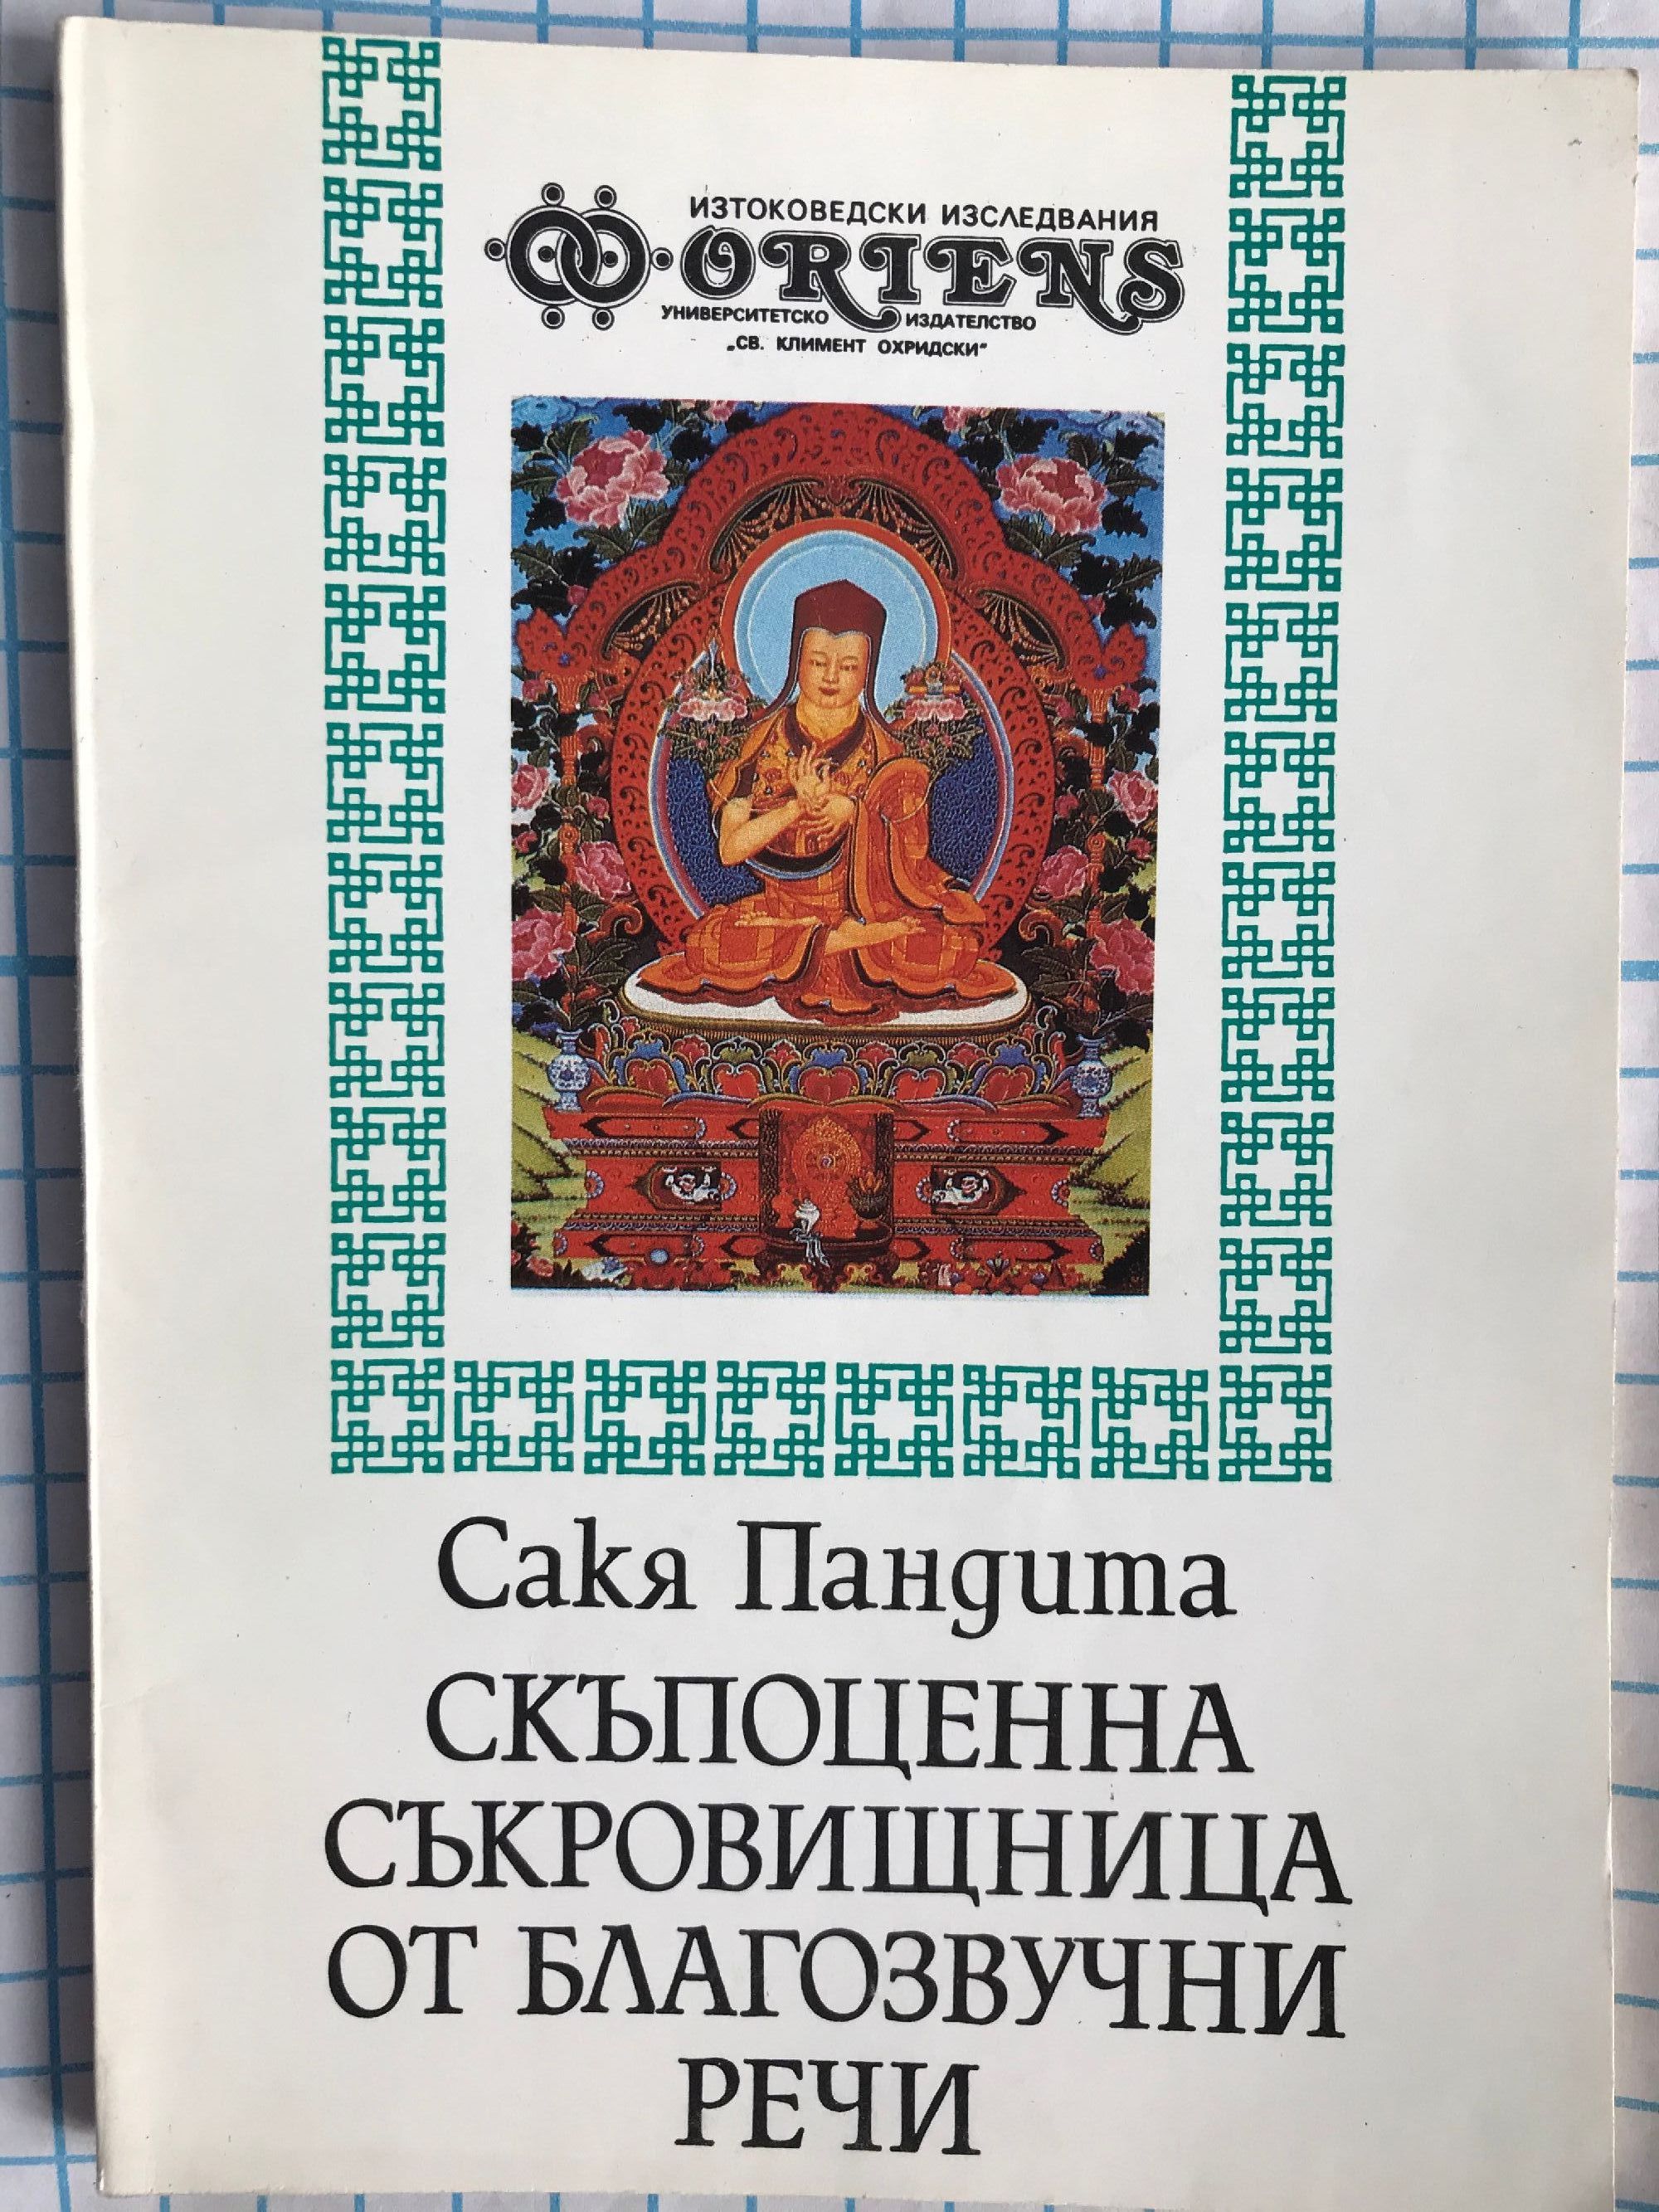 ИЗТОКОВЕДСКИ ИЗСЛЕДВАНИЯ
ORIENS
УНИВЕРСИТЕТСКО ИЗДАТЕЛСТВО
„СВ. КЛИМЕНТ ОХРИДСКИ"
Сакя Пандита
СКЪПОЦЕННА
СЪКРОВИЩНИЦА
ОТ БЛАГОЗВУЧНИ
РЕЧИ